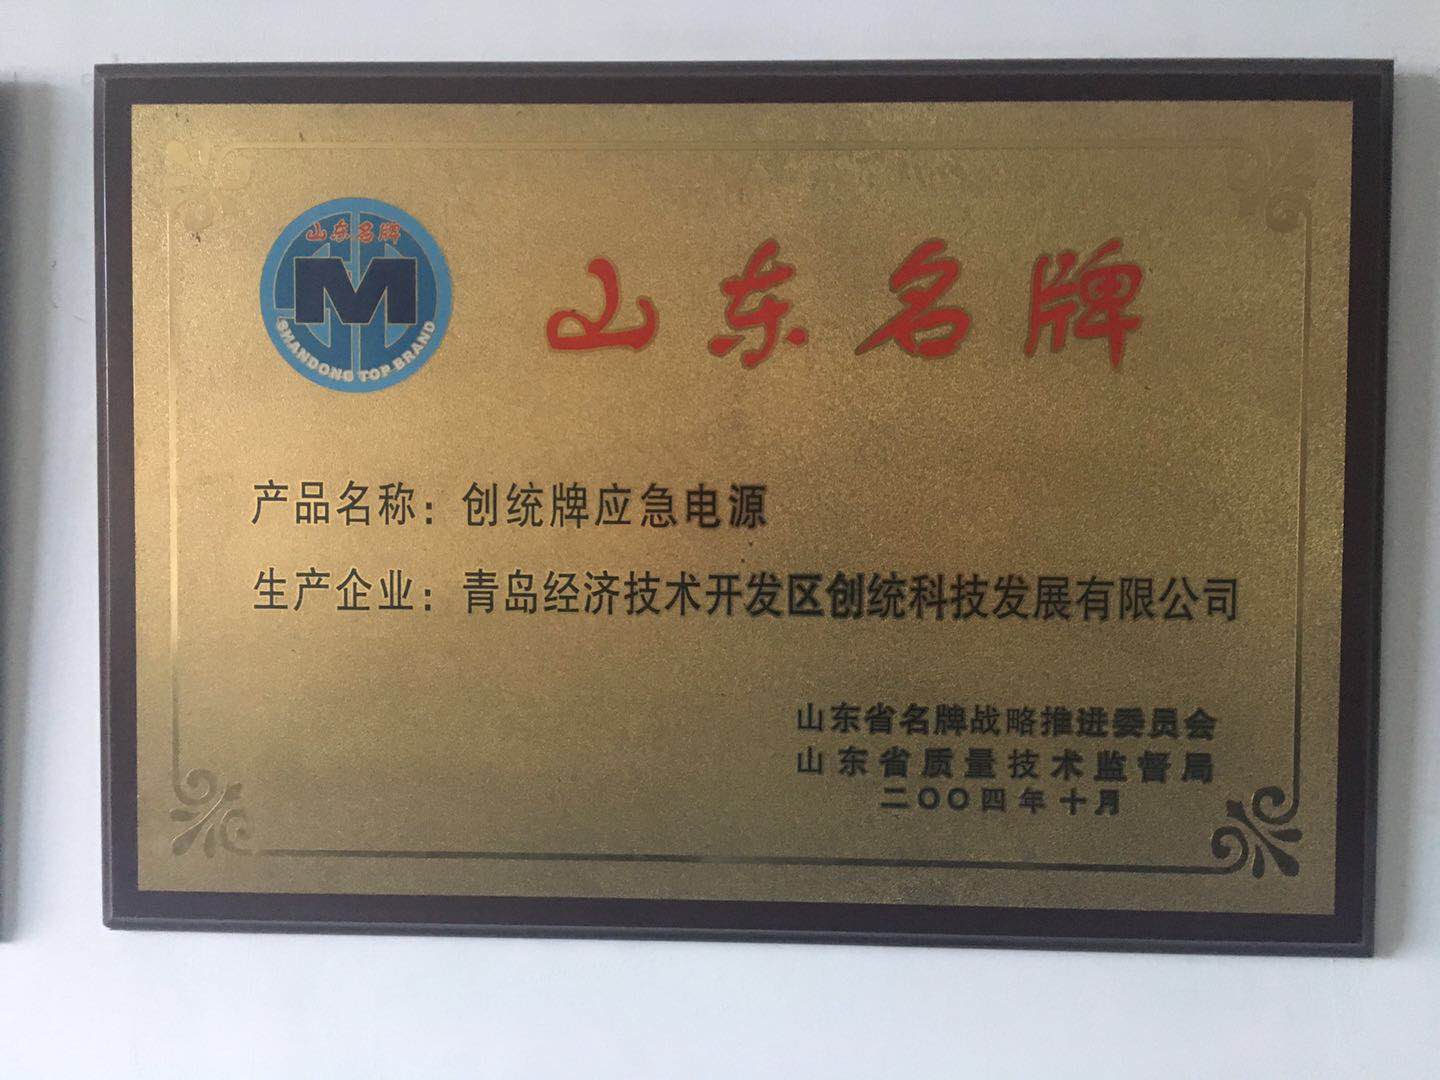 山东名牌
SHANDONG TOP BRAND
山东名牌
产品名称：创统牌应急电源
生产企业：青岛经济技术开发区创统科技发展有限公司
山东省名牌战略推进委员会
山东省质量技术监督局
二〇〇四年十月